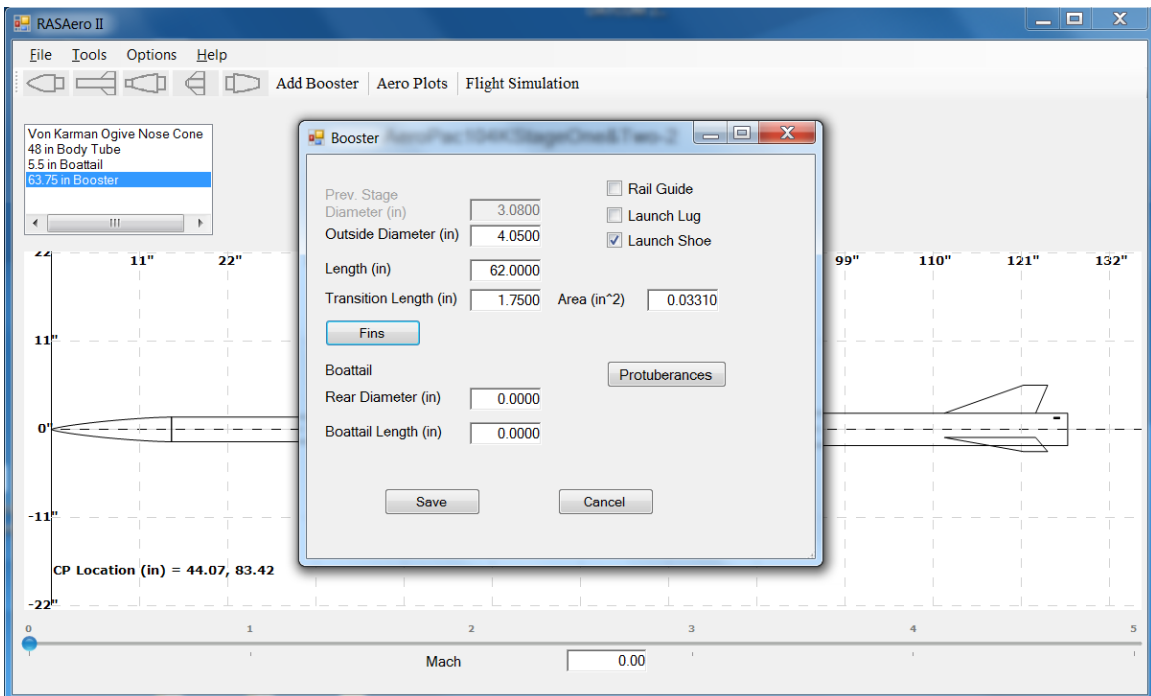 RASAero II
File Tools Options Help
Add Booster Aero Plots Flight Simulation
Von Karman Ogive Nose Cone
48 in Body Tube
5.5 in Boattail
63.75 in Booster
Booster
AeroPac104KStageOne&Two-2
Prev. Stage
Diameter (in) 3.0800
Outside Diameter (in) 4.0500
Length (in) 62.0000
Transition Length (in) 1.7500 Area (in^2) 0.03310
Rail Guide
Launch Lug
Launch Shoe
Fins
Boattail
Protuberances
Rear Diameter (in) 0.0000
Boattail Length (in) 0.0000
Save Cancel
22"
11" 22" 99" 110" 121" 132"
11"
0"
-11"
CP Location (in) = 44.07, 83.42
-22"
0 1 2 3 4 5
Mach 0.00